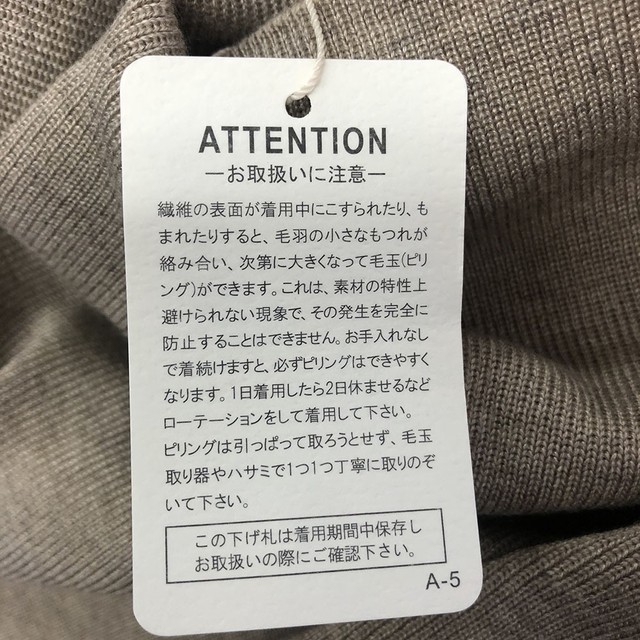 ATTENTION
―お取扱いに注意―
繊維の表面が着用中にこすられたり、も
まれたりすると、毛羽の小さなもつれが
絡み合い、次第に大きくなって毛玉(ピリ
ング)ができます。これは、素材の特性上
避けられない現象で、その発生を完全に
防止することはできません。お手入れなし
で着続けますと、必ずピリングはできやすく
なります。1日着用したら2日休ませるなど
ローテーションをして着用して下さい。
ピリングは引っぱって取ろうとせず、毛玉
取り器やハサミで1つ1つ丁寧に取りのぞ
いて下さい。
この下げ札は着用期間中保存し
お取扱いの際にご確認下さい。
A-5